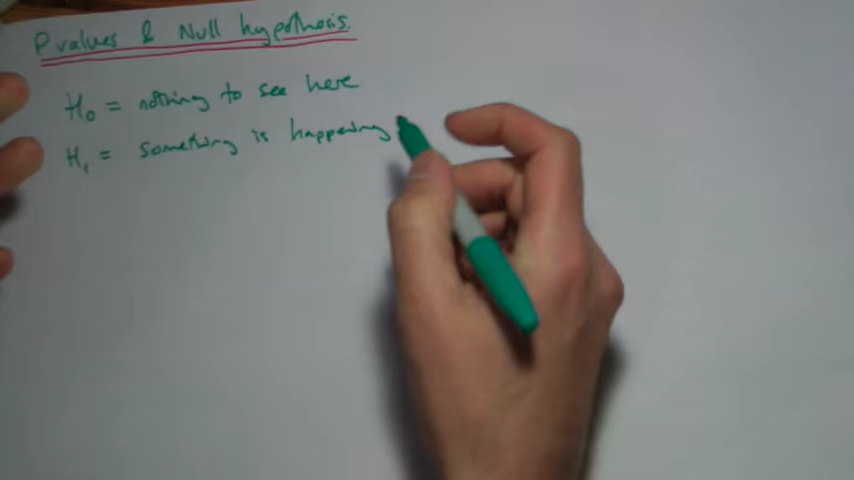 P values & Null hypothesis.
H₀ = nothing to see here
H₁ = something is happening